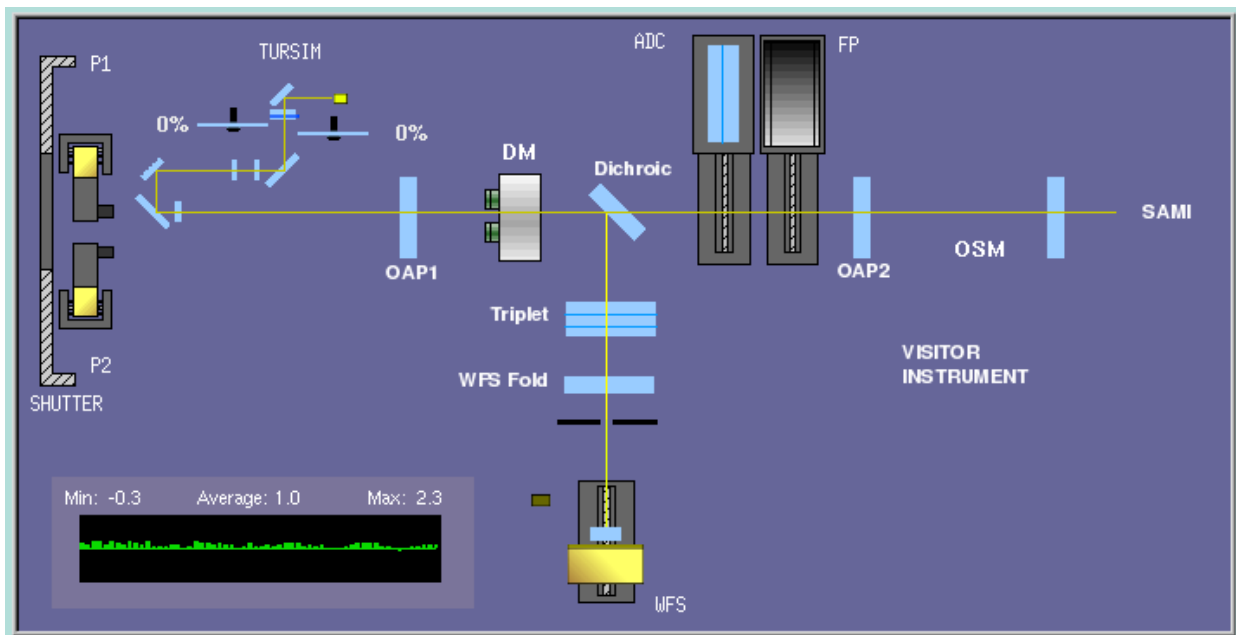 P1
TURSIM
ADC
FP
0%
0%
DM
Dichroic
SAMI
OAP1
OAP2
OSM
Triplet
VISITOR
INSTRUMENT
P2
WFS Fold
SHUTTER
Min: -0.3 Average: 1.0 Max: 2.3
WFS